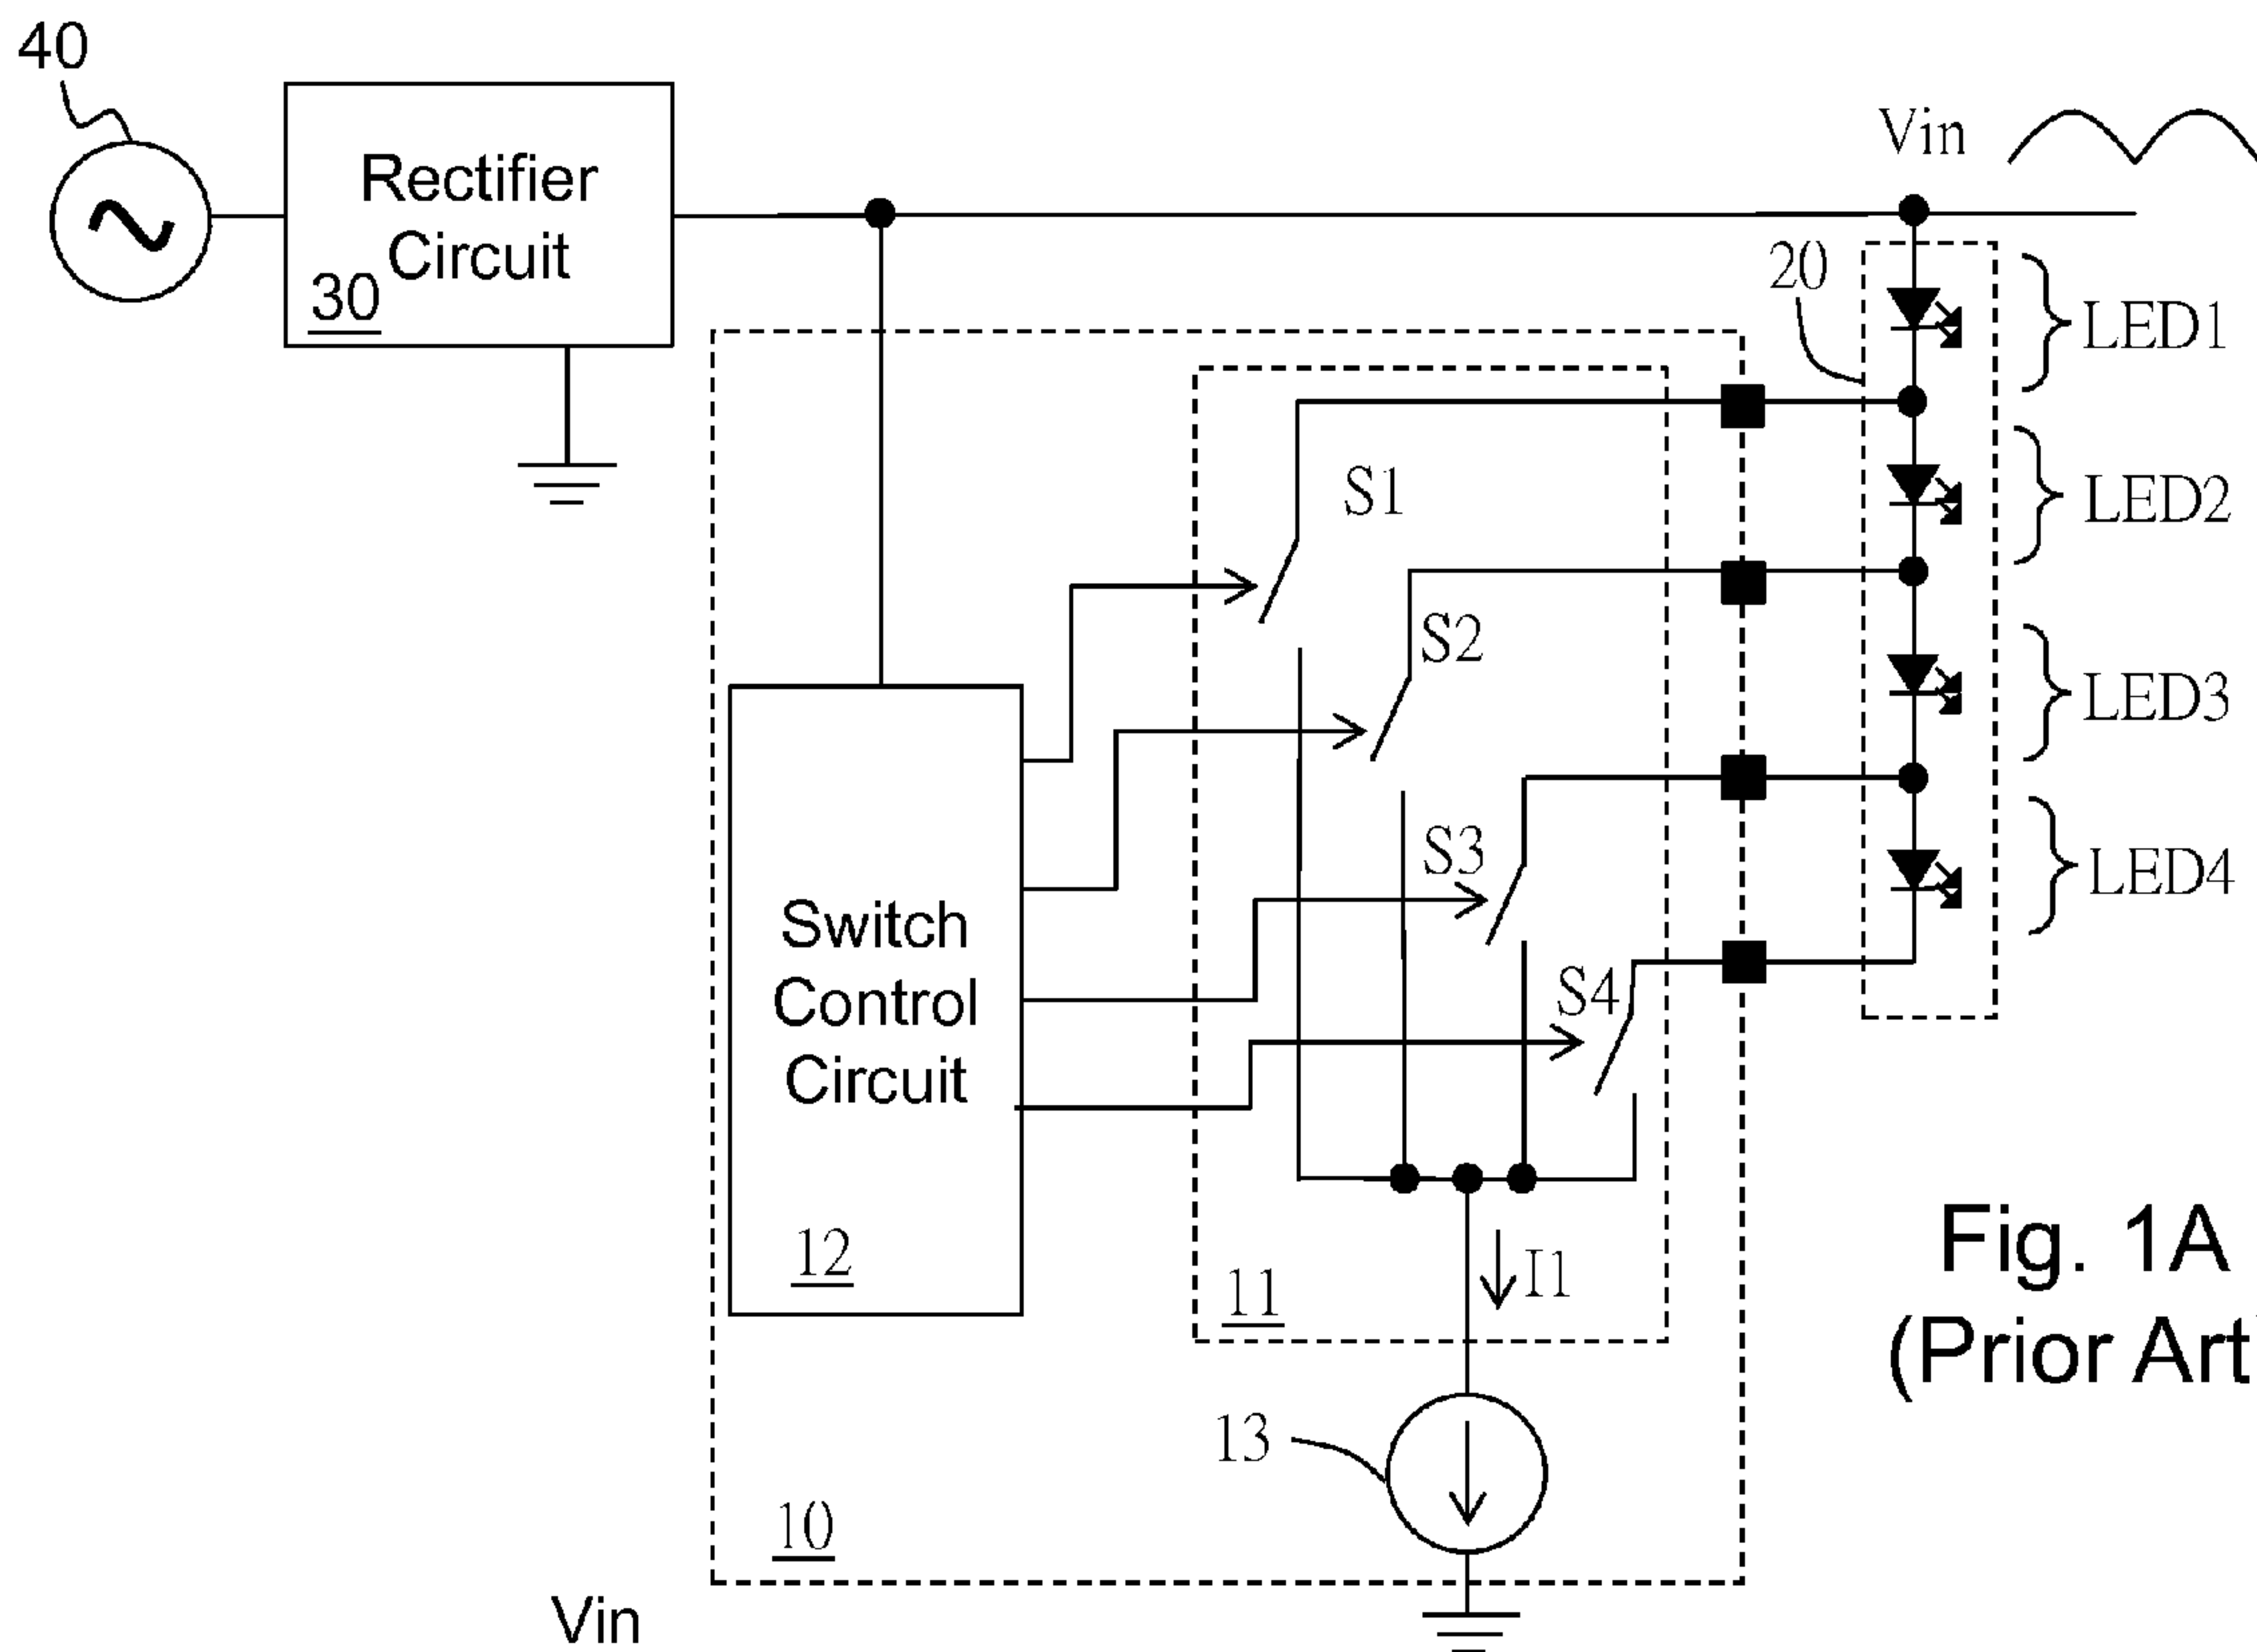 40
Rectifier
Circuit
30
Vin
20
LED1
LED2
LED3
LED4
S1
S2
S3
S4
Switch
Control
Circuit
12
11
I1
13
10
Vin
Fig. 1A
(Prior Art)